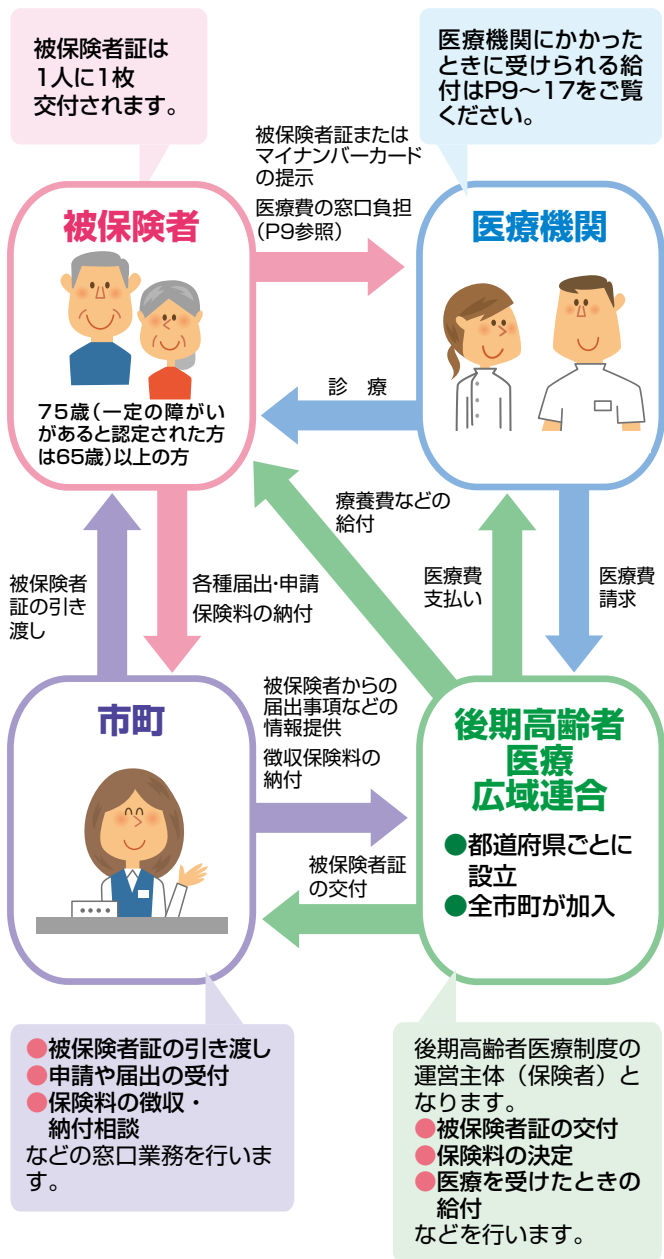 被保険者証は
1人に1枚
交付されます。
医療機関にかかった
ときに受けられる給
付はP9～17をご覧
ください。
被保険者証または
マイナンバーカード
の提示
医療費の窓口負担
（P9参照）
被保険者
75歳（一定の障がい
があると認定された方
は65歳）以上の方
医療機関
診　療
療養費などの
給付
被保険者
証の引き
渡し
各種届出・申請
保険料の納付
医療費
支払い
医療費
請求
市町
被保険者からの
届出事項などの
情報提供
徴収保険料の
納付
被保険者証
の交付
後期高齢者
医療
広域連合
●都道府県ごとに
設立
●全市町が加入
●被保険者証の引き渡し
●申請や届出の受付
●保険料の徴収・
納付相談
などの窓口業務を行いま
す。
後期高齢者医療制度の
運営主体（保険者）と
なります。
●被保険者証の交付
●保険料の決定
●医療を受けたときの
給付
などを行います。